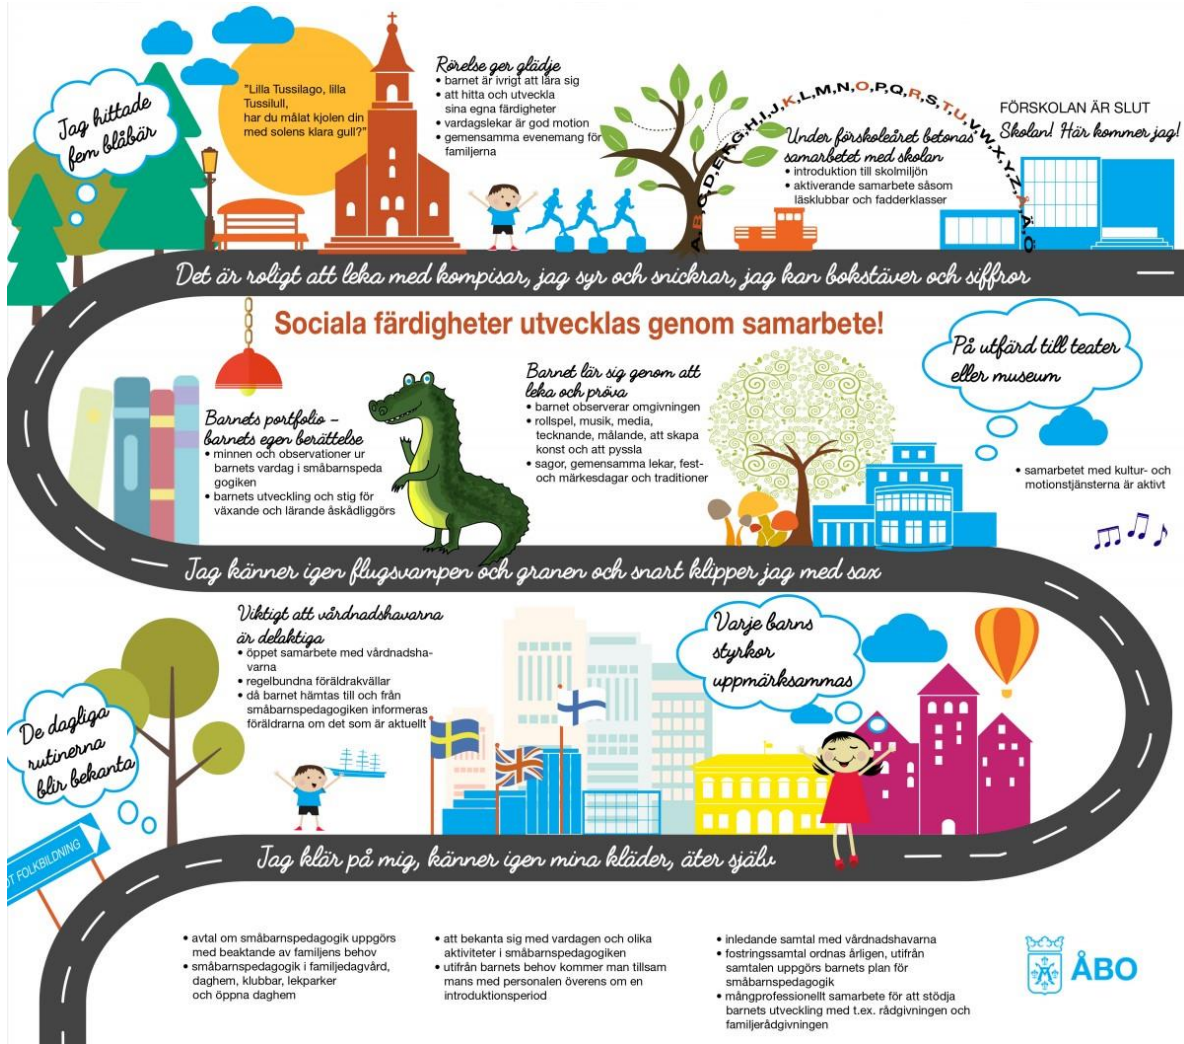 Jag hittade
fem blåbär
"Lilla Tussilago, lilla
Tussilull,
har du målat kjolen din
med solens klara gull?"
Rörelse ger glädje
• barnet är ivrigt att lära sig
• att hitta och utveckla
sina egna färdigheter
• vardagslekar är god motion
• gemensamma evenemang för
familjerna
A,B,C,D,E,F,G,H,I,J,K,L,M,N,O,P,Q,R,S,T,U,V,W,X,Y,Z,Å,Ä,Ö
Under förskoleåret betonas
samarbetet med skolan
• introduktion till skolmiljön
• aktiverande samarbete såsom
läsklubbar och fadderklasser
FÖRSKOLAN ÄR SLUT
Skolan! Här kommer jag!
Det är roligt att leka med kompisar, jag syr och snickrar, jag kan bokstäver och siffror
Sociala färdigheter utvecklas genom samarbete!
Barnets portfolio –
barnets egen berättelse
• minnen och observationer ur
barnets vardag i småbarnspeda
gogiken
• barnets utveckling och stig för
växande och lärande åskådliggörs
Barnet lär sig genom att
leka och pröva
• barnet observerar omgivningen
• rollspel, musik, media,
tecknande, målande, att skapa
konst och att pyssla
• sagor, gemensamma lekar, fest-
och märkesdagar och traditioner
På utfärd till teater
eller museum
• samarbetet med kultur- och
motionstjänsterna är aktivt
Jag känner igen flugsvampen och granen och snart klipper jag med sax
Viktigt att vårdnadshavarna
är delaktiga
• öppet samarbete med vårdnadsha-
varna
• regelbundna föräldrakvällar
• då barnet hämtas till och från
småbarnspedagogiken informeras
föräldrarna om det som är aktuellt
Varje barns
styrkor
uppmärksammas
De dagliga
rutinerna
blir bekanta
OT FOLKBILDNING
Jag klär på mig, känner igen mina kläder, äter själv
• avtal om småbarnspedagogik uppgörs
med beaktande av familjens behov
• småbarnspedagogik i familjedagvård,
daghem, klubbar, lekparker
och öppna daghem
• att bekanta sig med vardagen och olika
aktiviteter i småbarnspedagogiken
• utifrån barnets behov kommer man tillsam
mans med personalen överens om en
introduktionsperiod
• inledande samtal med vårdnadshavarna
• fostringssamtal ordnas årligen, utifrån
samtalen uppgörs barnets plan för
småbarnspedagogik
• mångprofessionellt samarbete för att stödja
barnets utveckling med t.ex. rådgivningen och
familjerådgivningen
ÅBO